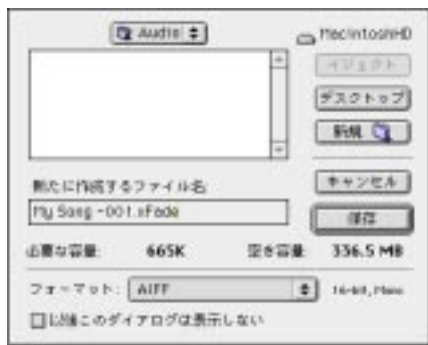 Audio
MacintoshHD
イジェクト
デスクトップ
新規
新たに作成するファイル名
キャンセル
My Song -001.xFade
保存
必要な容量: 665K 空き容量: 336.5 MB
フォーマット: AIFF 16-bit, Mono
以後このダイアログは表示しない